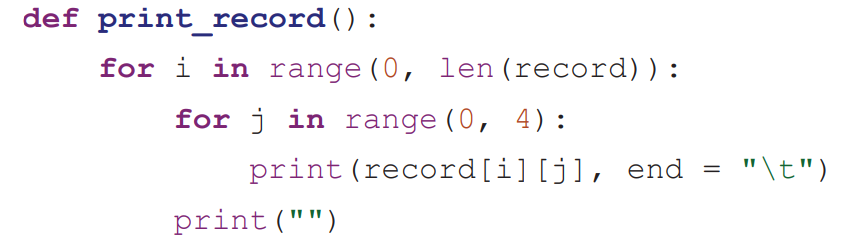 def print_record():
    for i in range(0, len(record)):
        for j in range(0, 4):
            print(record[i][j], end = "\t")
        print("")